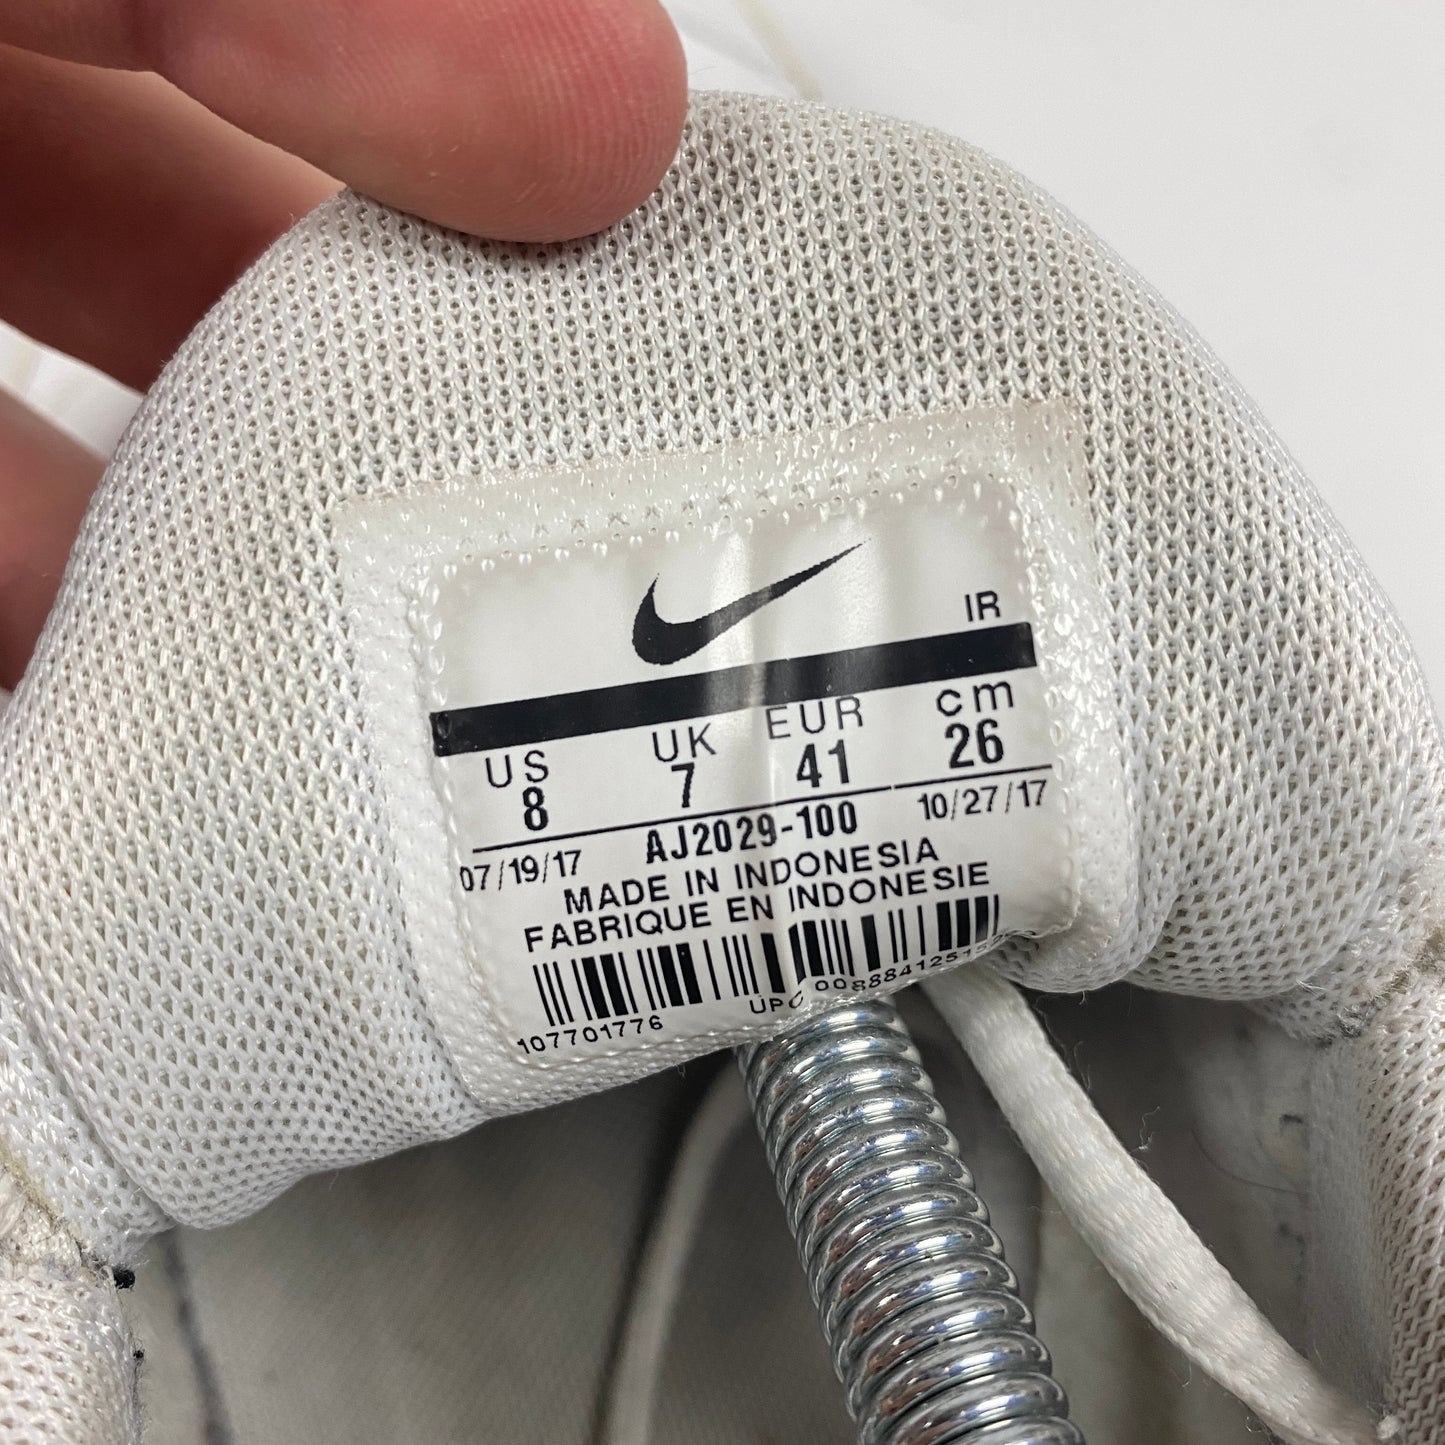 IR
US UK EUR cm
8 7 41 26
07/19/17 AJ2029-100 10/27/17
MADE IN INDONESIA
FABRIQUE EN INDONESIE
107701776